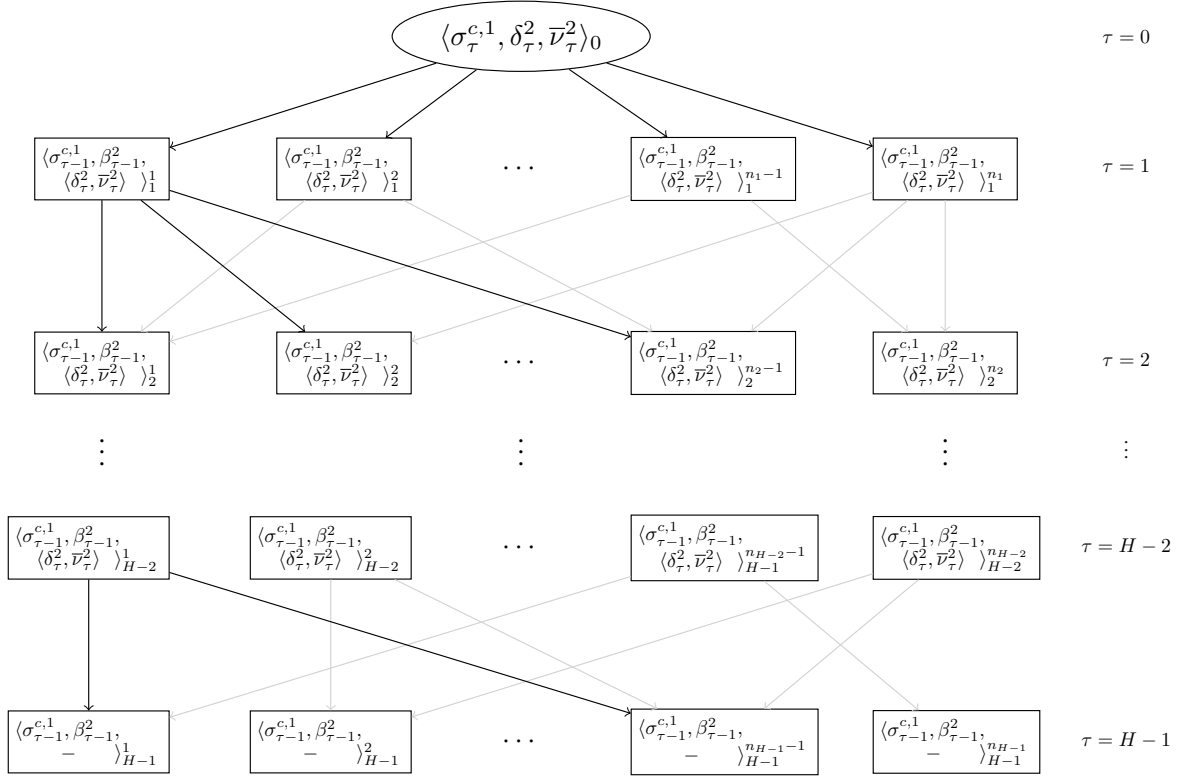 ⟨σ_τ^{c,1}, δ_τ^2, ν̅_τ^2⟩_0 τ = 0
⟨σ_{τ−1}^{c,1}, β_{τ−1}^2, ⟨σ_{τ−1}^{c,1}, β_{τ−1}^2, ⟨σ_{τ−1}^{c,1}, β_{τ−1}^2, ⟨σ_{τ−1}^{c,1}, β_{τ−1}^2,
⟨δ_τ^2, ν̅_τ^2⟩ ⟩_1^1 ⟨δ_τ^2, ν̅_τ^2⟩ ⟩_1^2 … ⟨δ_τ^2, ν̅_τ^2⟩ ⟩_1^{n_1−1} ⟨δ_τ^2, ν̅_τ^2⟩ ⟩_1^{n_1} τ = 1
⟨σ_{τ−1}^{c,1}, β_{τ−1}^2, ⟨σ_{τ−1}^{c,1}, β_{τ−1}^2, ⟨σ_{τ−1}^{c,1}, β_{τ−1}^2, ⟨σ_{τ−1}^{c,1}, β_{τ−1}^2,
⟨δ_τ^2, ν̅_τ^2⟩ ⟩_2^1 ⟨δ_τ^2, ν̅_τ^2⟩ ⟩_2^2 … ⟨δ_τ^2, ν̅_τ^2⟩ ⟩_2^{n_2−1} ⟨δ_τ^2, ν̅_τ^2⟩ ⟩_2^{n_2} τ = 2
⋮ ⋮ ⋮ ⋮
⟨σ_{τ−1}^{c,1}, β_{τ−1}^2, ⟨σ_{τ−1}^{c,1}, β_{τ−1}^2, ⟨σ_{τ−1}^{c,1}, β_{τ−1}^2, ⟨σ_{τ−1}^{c,1}, β_{τ−1}^2,
⟨δ_τ^2, ν̅_τ^2⟩ ⟩_{H−2}^1 ⟨δ_τ^2, ν̅_τ^2⟩ ⟩_{H−2}^2 … ⟨δ_τ^2, ν̅_τ^2⟩ ⟩_{H−1}^{n_{H−2}−1} ⟨δ_τ^2, ν̅_τ^2⟩ ⟩_{H−2}^{n_{H−2}} τ = H−2
⟨σ_{τ−1}^{c,1}, β_{τ−1}^2, ⟨σ_{τ−1}^{c,1}, β_{τ−1}^2, ⟨σ_{τ−1}^{c,1}, β_{τ−1}^2, ⟨σ_{τ−1}^{c,1}, β_{τ−1}^2,
− ⟩_{H−1}^1 − ⟩_{H−1}^2 … − ⟩_{H−1}^{n_{H−1}−1} − ⟩_{H−1}^{n_{H−1}} τ = H−1